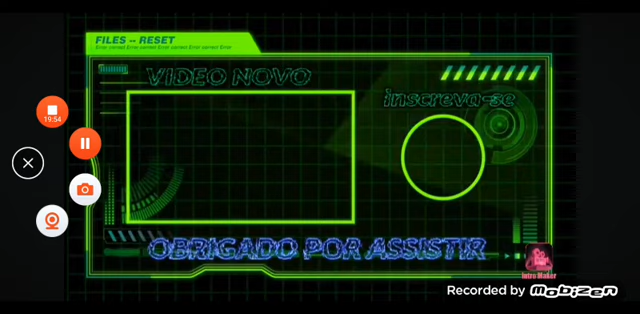 FILES -- RESET
VIDEO NOVO
inscreva-se
19:54
OBRIGADO POR ASSISTIR
Intro Maker
Recorded by MOBIZEN